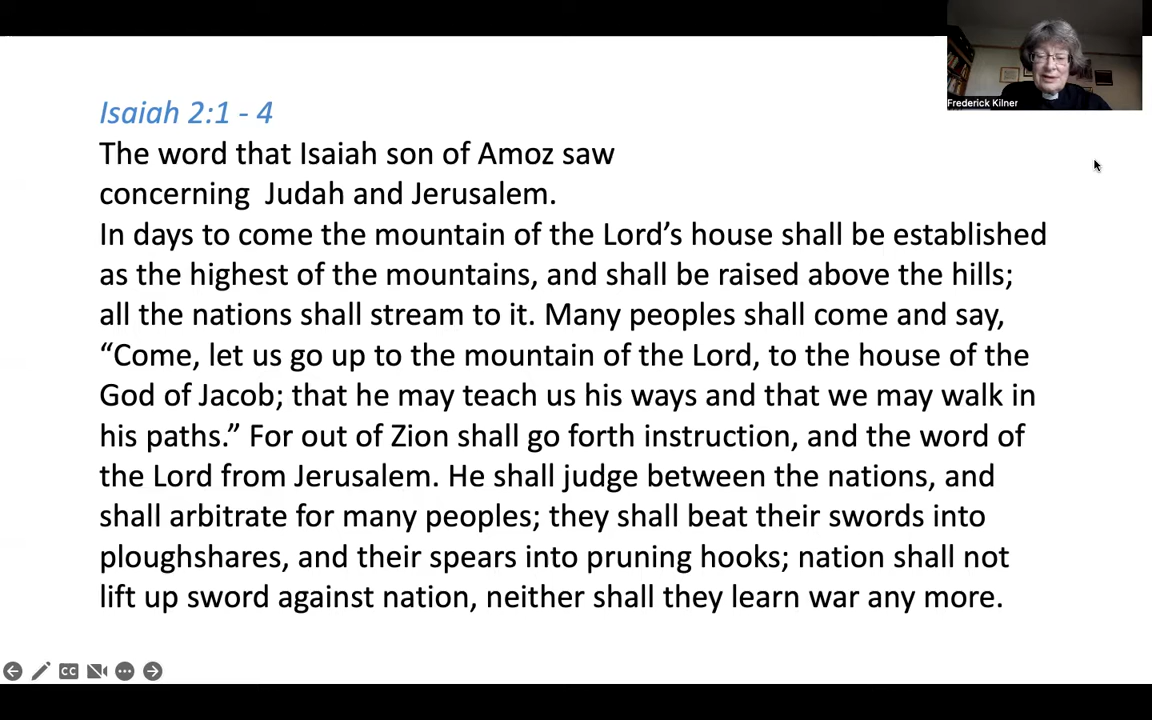 Frederick Kilner
Isaiah 2:1 - 4
The word that Isaiah son of Amoz saw
concerning  Judah and Jerusalem.
In days to come the mountain of the Lord’s house shall be established
as the highest of the mountains, and shall be raised above the hills;
all the nations shall stream to it. Many peoples shall come and say,
“Come, let us go up to the mountain of the Lord, to the house of the
God of Jacob; that he may teach us his ways and that we may walk in
his paths.” For out of Zion shall go forth instruction, and the word of
the Lord from Jerusalem. He shall judge between the nations, and
shall arbitrate for many peoples; they shall beat their swords into
ploughshares, and their spears into pruning hooks; nation shall not
lift up sword against nation, neither shall they learn war any more.
CC